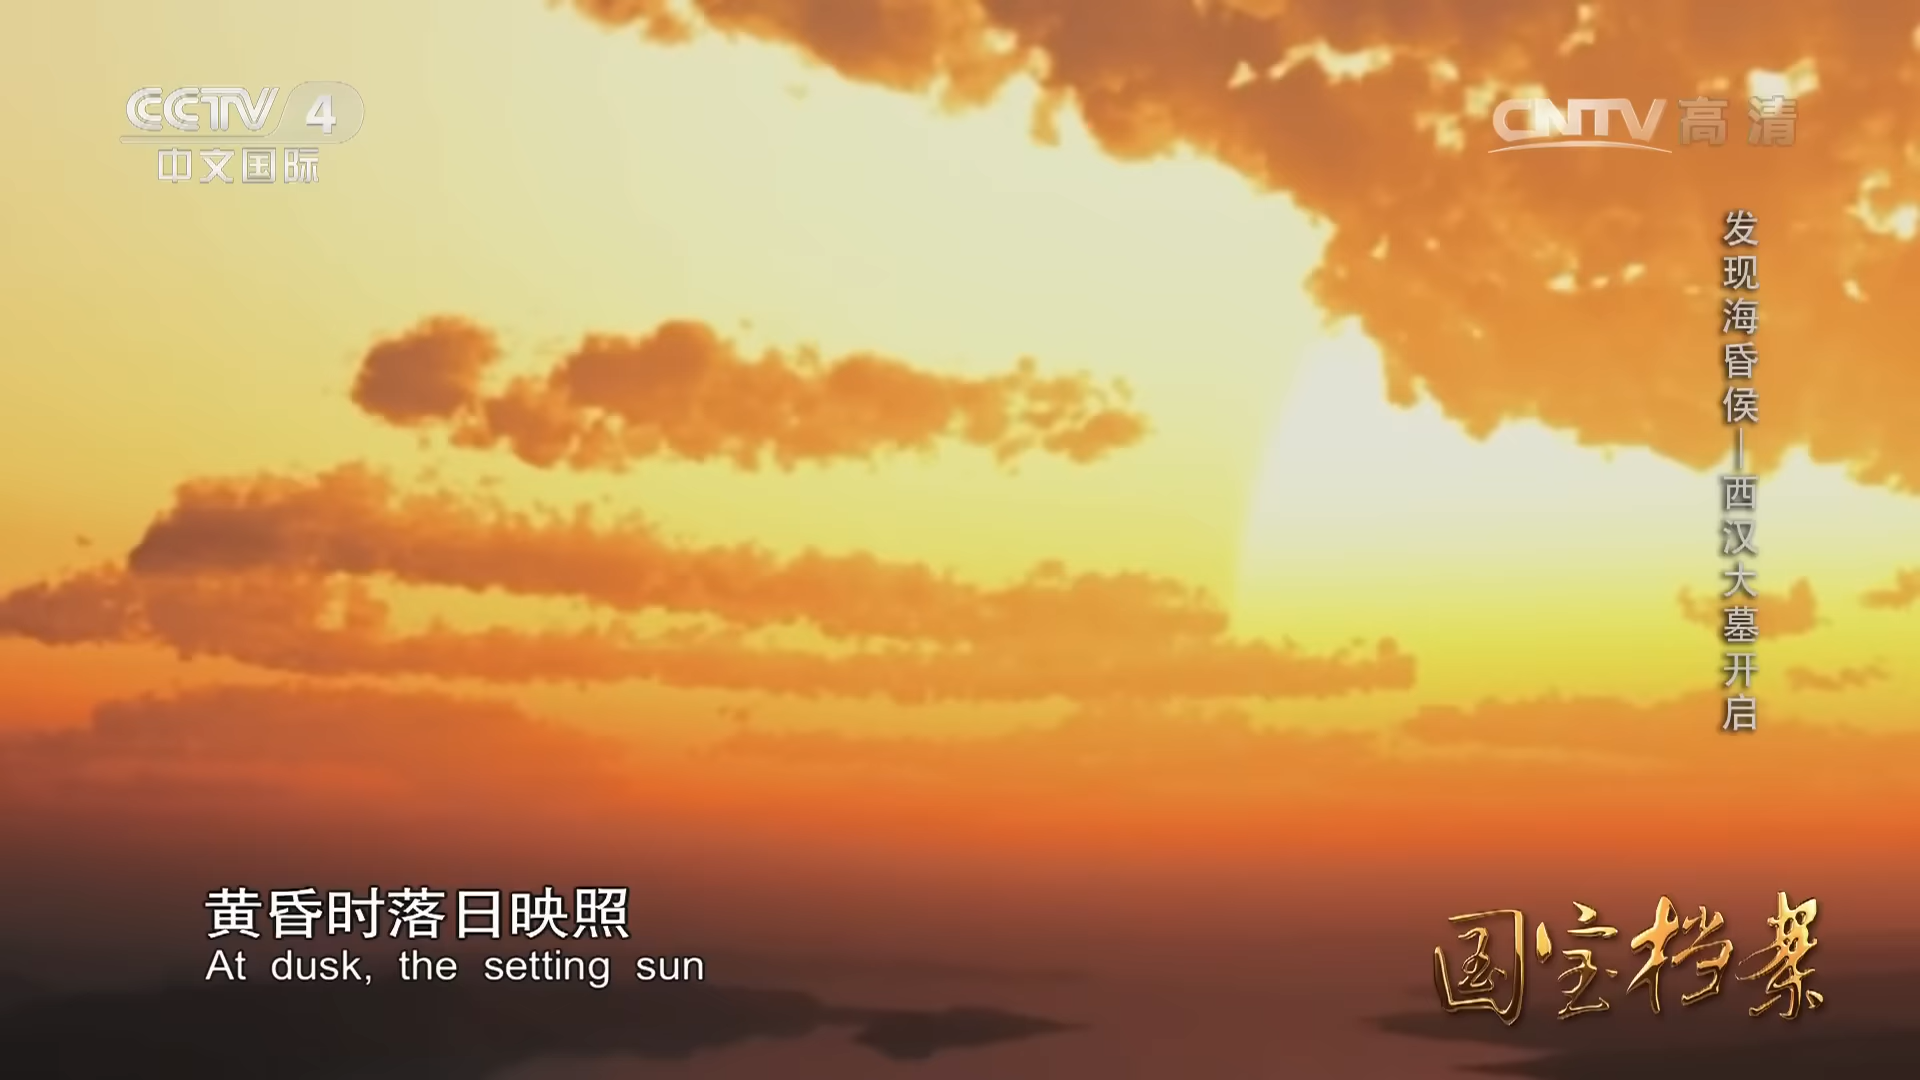 CCTV 4
中文国际
CNTV 高清
发现海昏侯—西汉大墓开启
黄昏时落日映照
At dusk, the setting sun
国宝档案